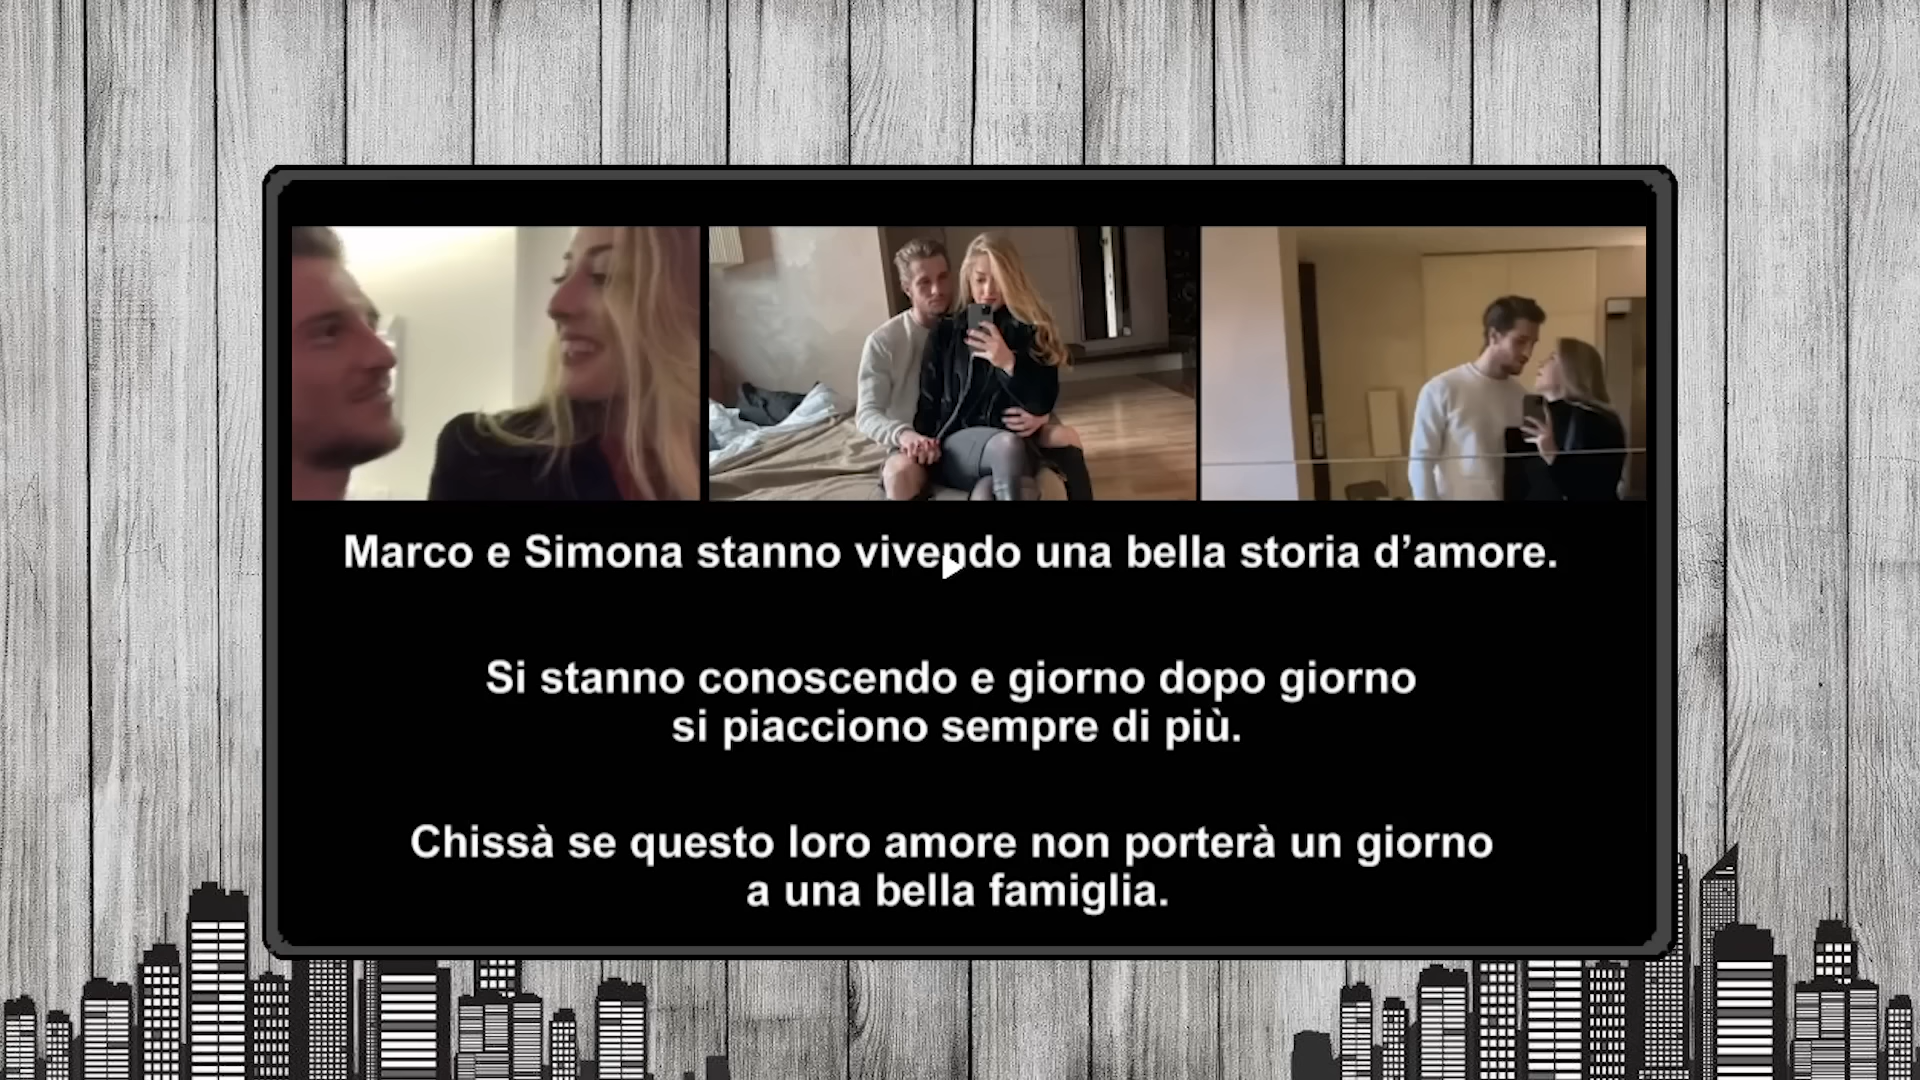 Marco e Simona stanno vivendo una bella storia d’amore.
Si stanno conoscendo e giorno dopo giorno
si piacciono sempre di più.
Chissà se questo loro amore non porterà un giorno
a una bella famiglia.